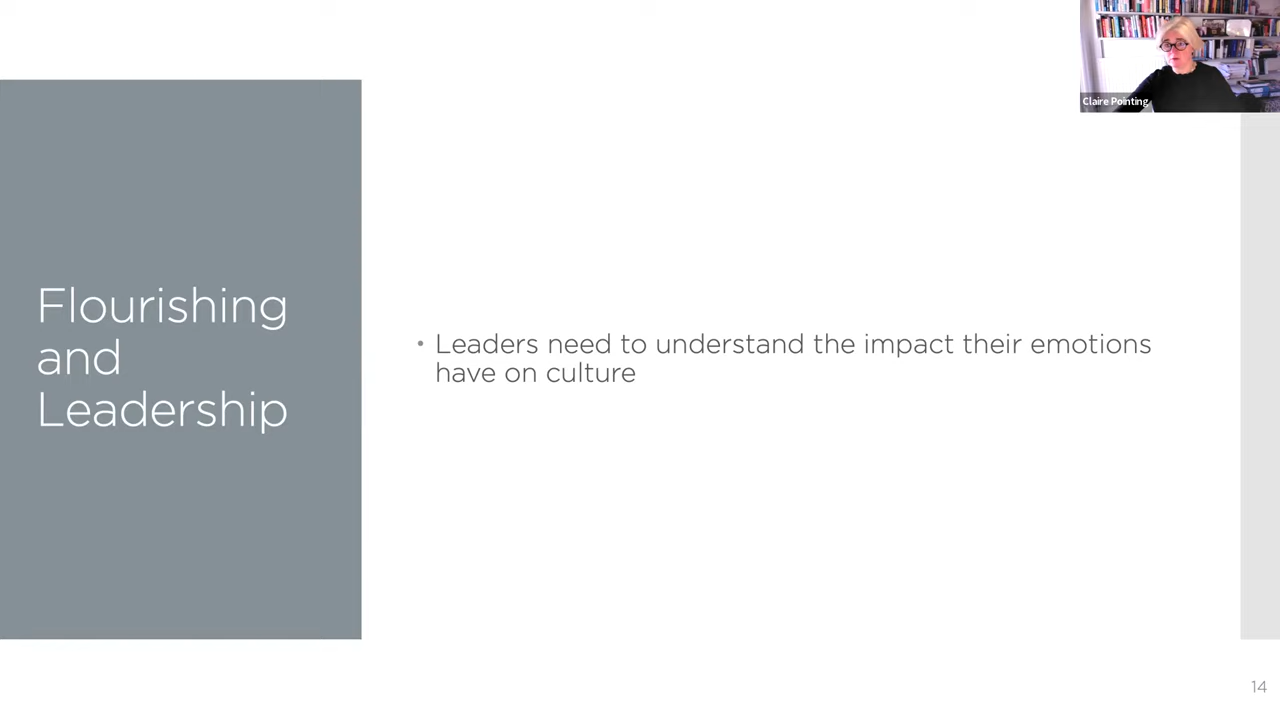 Claire Pointing
Flourishing
and
Leadership
• Leaders need to understand the impact their emotions
have on culture
14